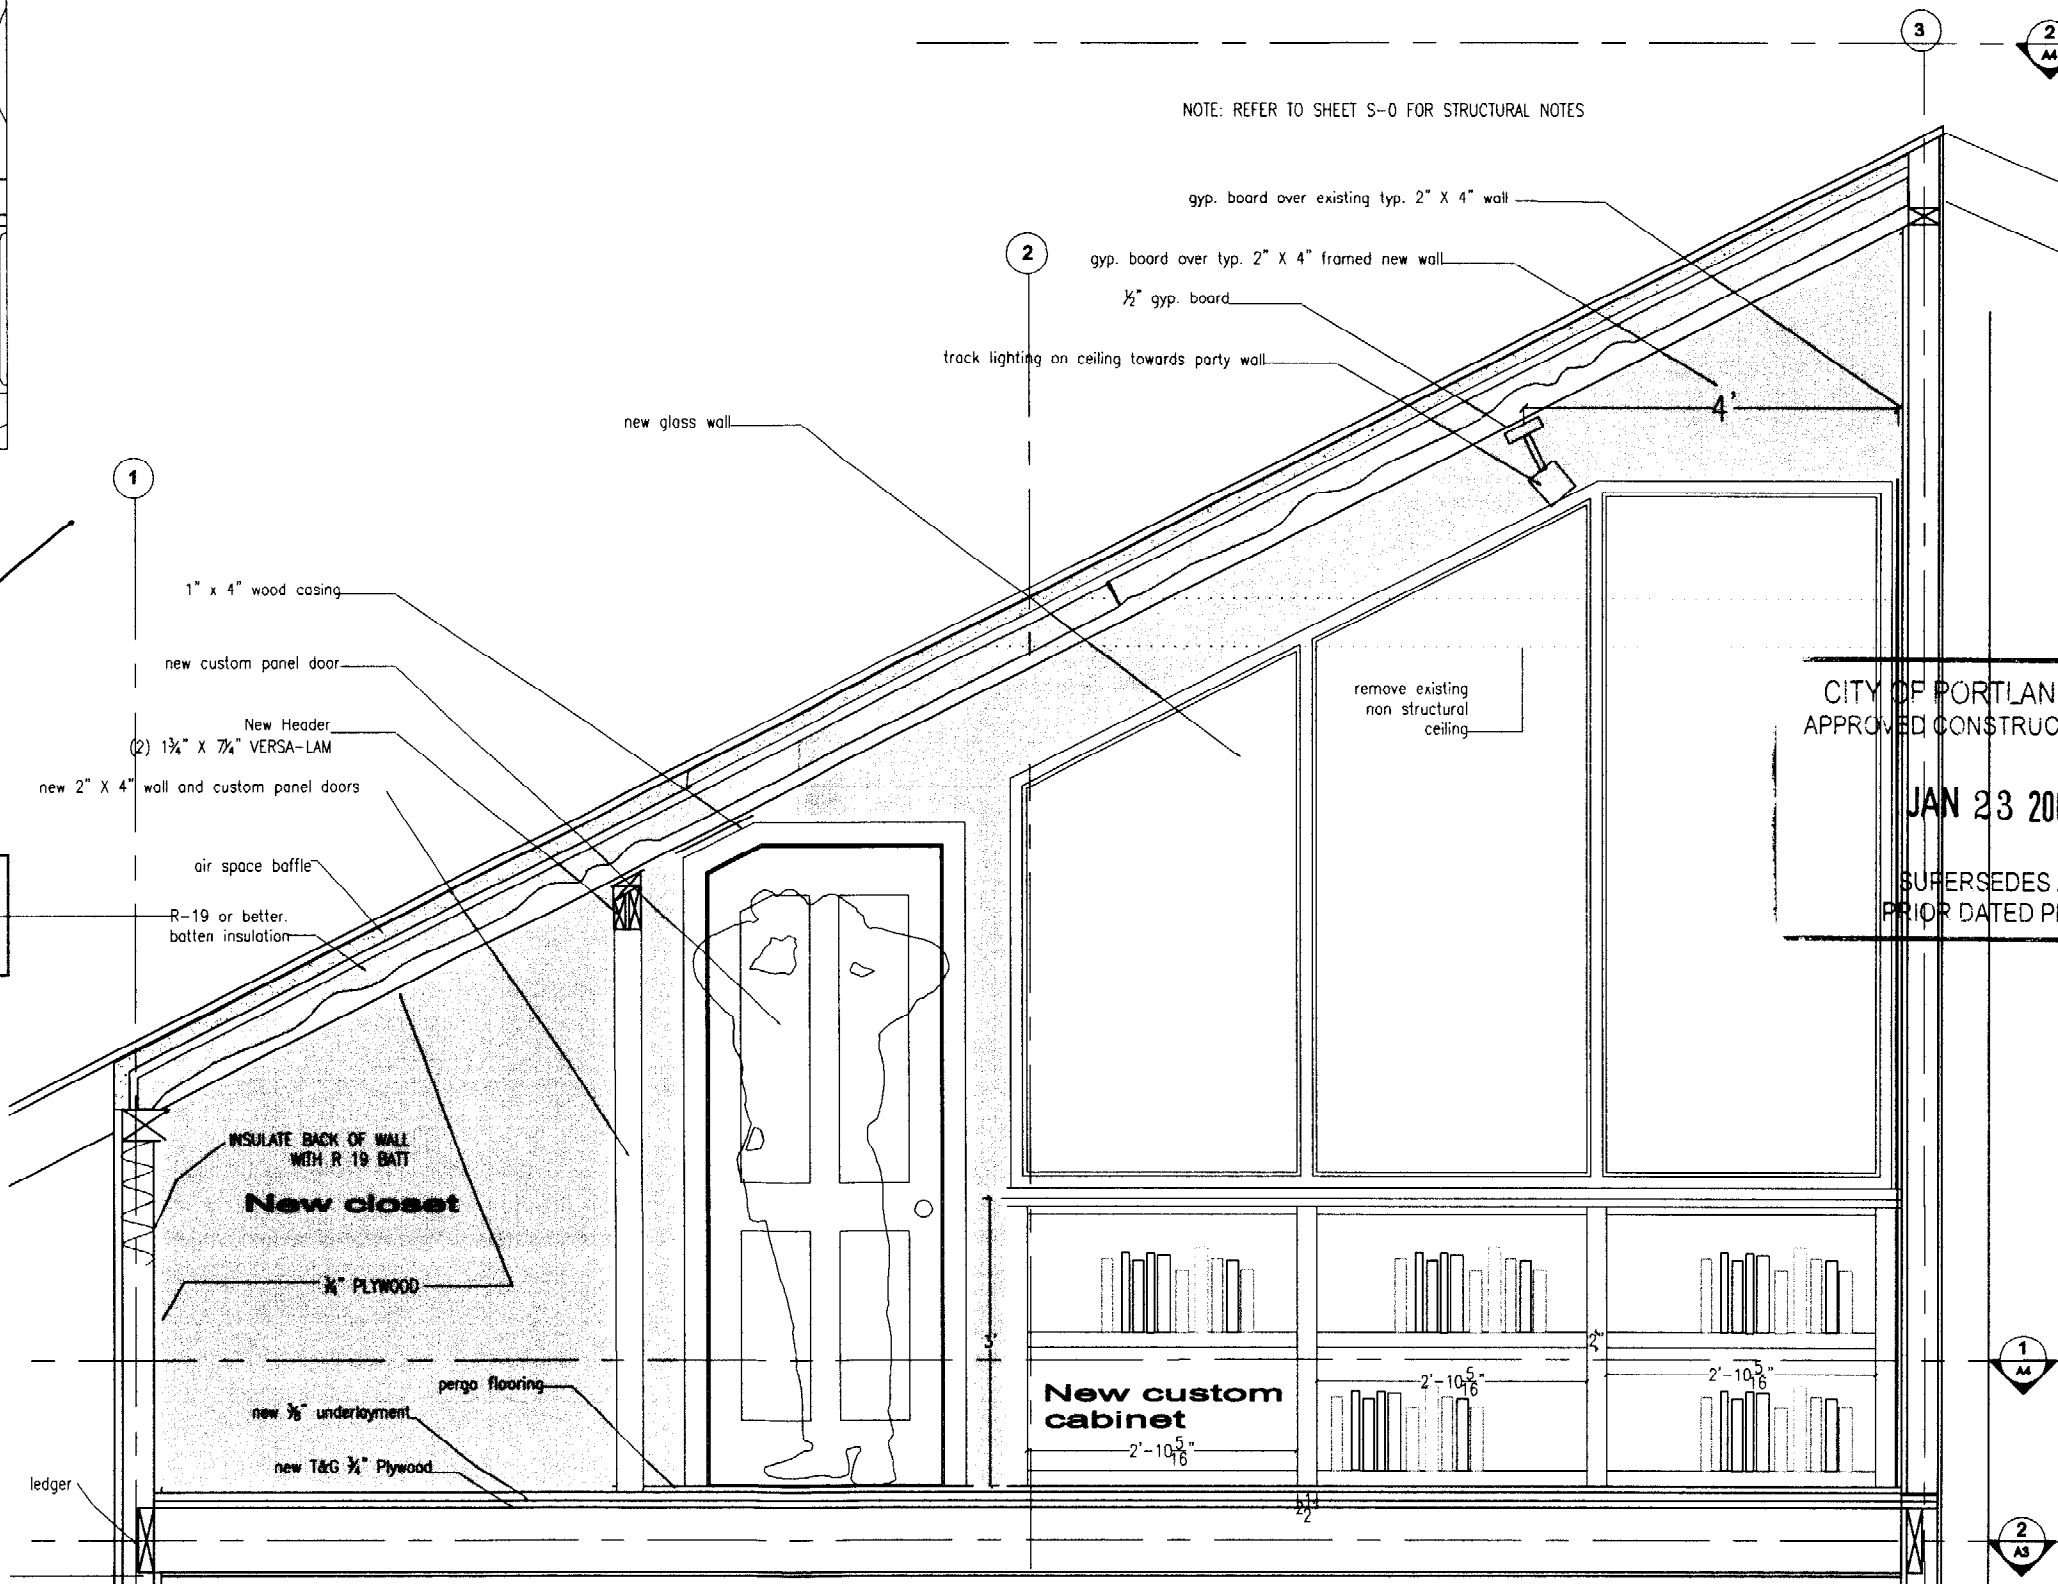 3
2
A4
NOTE: REFER TO SHEET S-0 FOR STRUCTURAL NOTES
gyp. board over existing typ. 2" X 4" wall
2
gyp. board over typ. 2" X 4" framed new wall
½" gyp. board
track lighting on ceiling towards party wall
4'
new glass wall
1
1" x 4" wood casing
new custom panel door
remove existing
non structural
ceiling
CITY OF PORTLAN
APPROVED CONSTRUC
JAN 23 20
SUPERSEDES
PRIOR DATED
New Header
(2) 1¾" X 7¼" VERSA-LAM
new 2" X 4" wall and custom panel doors
air space baffle
R-19 or better.
batten insulation
INSULATE BACK OF WALL
WITH R 19 BATT
New closet
¾" PLYWOOD
3'
2"
1
A4
pergo flooring
New custom
cabinet
2'-10 5/16"
2'-10 5/16"
2'-10 5/16"
new ⅜" underlayment
new T&G ¾" Plywood
ledger
2 1/2
2
A3